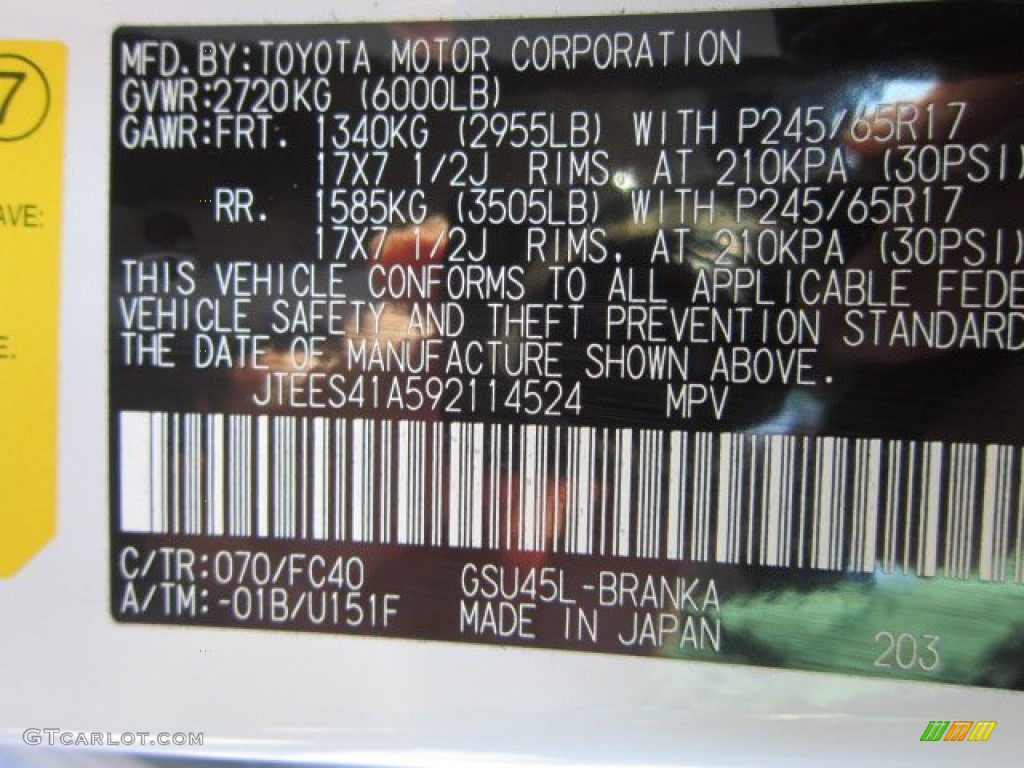 MFD. BY:TOYOTA MOTOR CORPORATION
GVWR:2720KG (6000LB)
GAWR:FRT. 1340KG (2955LB) WITH P245/65R17
17X7 1/2J RIMS, AT 210KPA (30PSI)
RR. 1585KG (3505LB) WITH P245/65R17
17X7 1/2J RIMS, AT 210KPA (30PSI)
THIS VEHICLE CONFORMS TO ALL APPLICABLE FEDE
VEHICLE SAFETY AND THEFT PREVENTION STANDARD
THE DATE OF MANUFACTURE SHOWN ABOVE.
JTEES41A592114524 MPV
C/TR:070/FC40 GSU45L-BRANKA
A/TM:-01B/U151F MADE IN JAPAN
203
7
AVE:
E:
GTCARLOT.COM